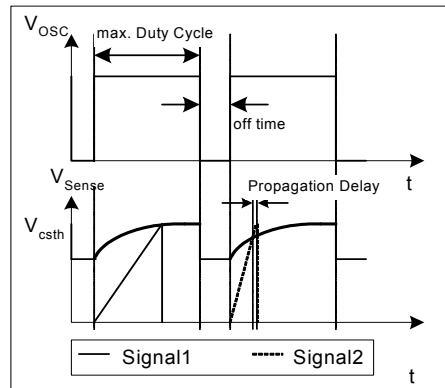 V_OSC
max. Duty Cycle
off time
t
V_Sense
Propagation Delay
V_csth
t
Signal1
Signal2
t